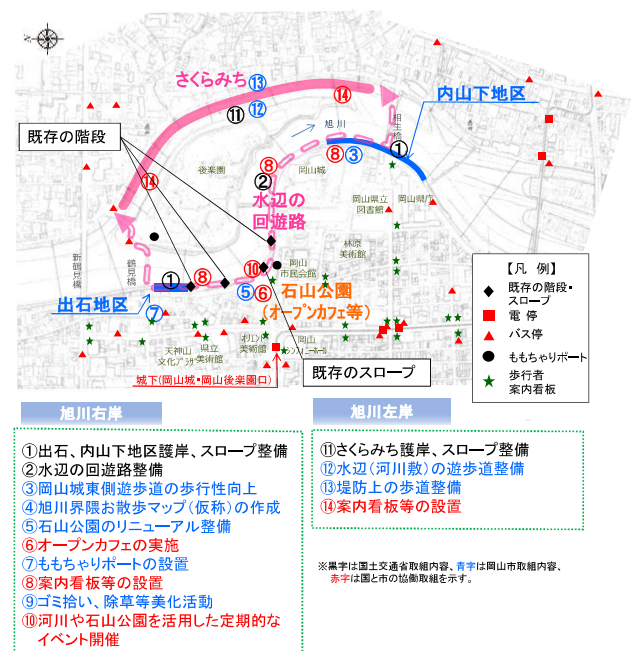 さくらみち ⑬
⑭
⑪ ⑫
内山下地区
既存の階段
旭川
相生橋
①
⑧ ③
⑧
後楽園
岡山城
②
水辺の
回遊路
⑭
岡山県立
図書館
岡山県庁
林原
美術館
新鶴見橋
鶴見橋
岡山
市民会館
⑩
① ⑧
⑤ ⑥
石山公園
(オープンカフェ等)
出石地区
⑦
天神山
文化プラザ
県立
美術館
オリエント
美術館
岡山
シンフォニーホール
既存のスロープ
城下(岡山城・岡山後楽園口)
【凡 例】
既存の階段・
スロープ
電 停
バス停
ももちゃりポート
歩行者
案内看板
旭川右岸
①出石、内山下地区護岸、スロープ整備
②水辺の回遊路整備
③岡山城東側遊歩道の歩行性向上
④旭川界隈お散歩マップ(仮称)の作成
⑤石山公園のリニューアル整備
⑥オープンカフェの実施
⑦ももちゃりポートの設置
⑧案内看板等の設置
⑨ゴミ拾い、除草等美化活動
⑩河川や石山公園を活用した定期的な
イベント開催
旭川左岸
⑪さくらみち護岸、スロープ整備
⑫水辺(河川敷)の遊歩道整備
⑬堤防上の歩道整備
⑭案内看板等の設置
※黒字は国土交通省取組内容、青字は岡山市取組内容、
赤字は国と市の協働取組を示す。